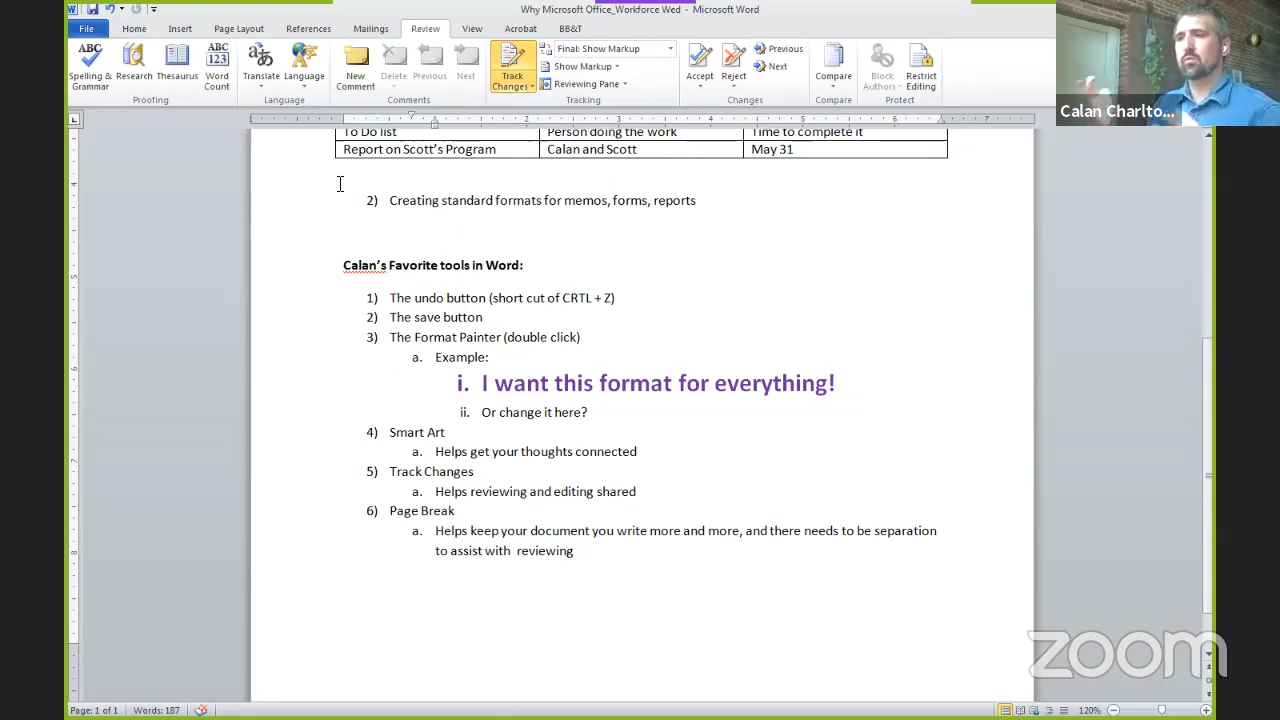 Why Microsoft Office_Workforce Wed - Microsoft Word
File Home Insert Page Layout References Mailings Review View Acrobat BB&T
Spelling & Grammar
Research
Thesaurus
Word Count
Proofing
Translate
Language
Language
New Comment
Delete
Previous
Next
Comments
Track Changes
Final: Show Markup
Show Markup
Reviewing Pane
Tracking
Accept
Reject
Previous
Next
Changes
Compare
Compare
Block Authors
Restrict Editing
Protect
Calan Charlto...
1 2 3 4 5 6 7
To Do list Person doing the work Time to complete it
Report on Scott's Program Calan and Scott May 31
2) Creating standard formats for memos, forms, reports
Calan's Favorite tools in Word:
1) The undo button (short cut of CRTL + Z)
2) The save button
3) The Format Painter (double click)
a. Example:
i. I want this format for everything!
ii. Or change it here?
4) Smart Art
a. Helps get your thoughts connected
5) Track Changes
a. Helps reviewing and editing shared
6) Page Break
a. Helps keep your document you write more and more, and there needs to be separation
to assist with reviewing
zoom
Page: 1 of 1 Words: 187 120%